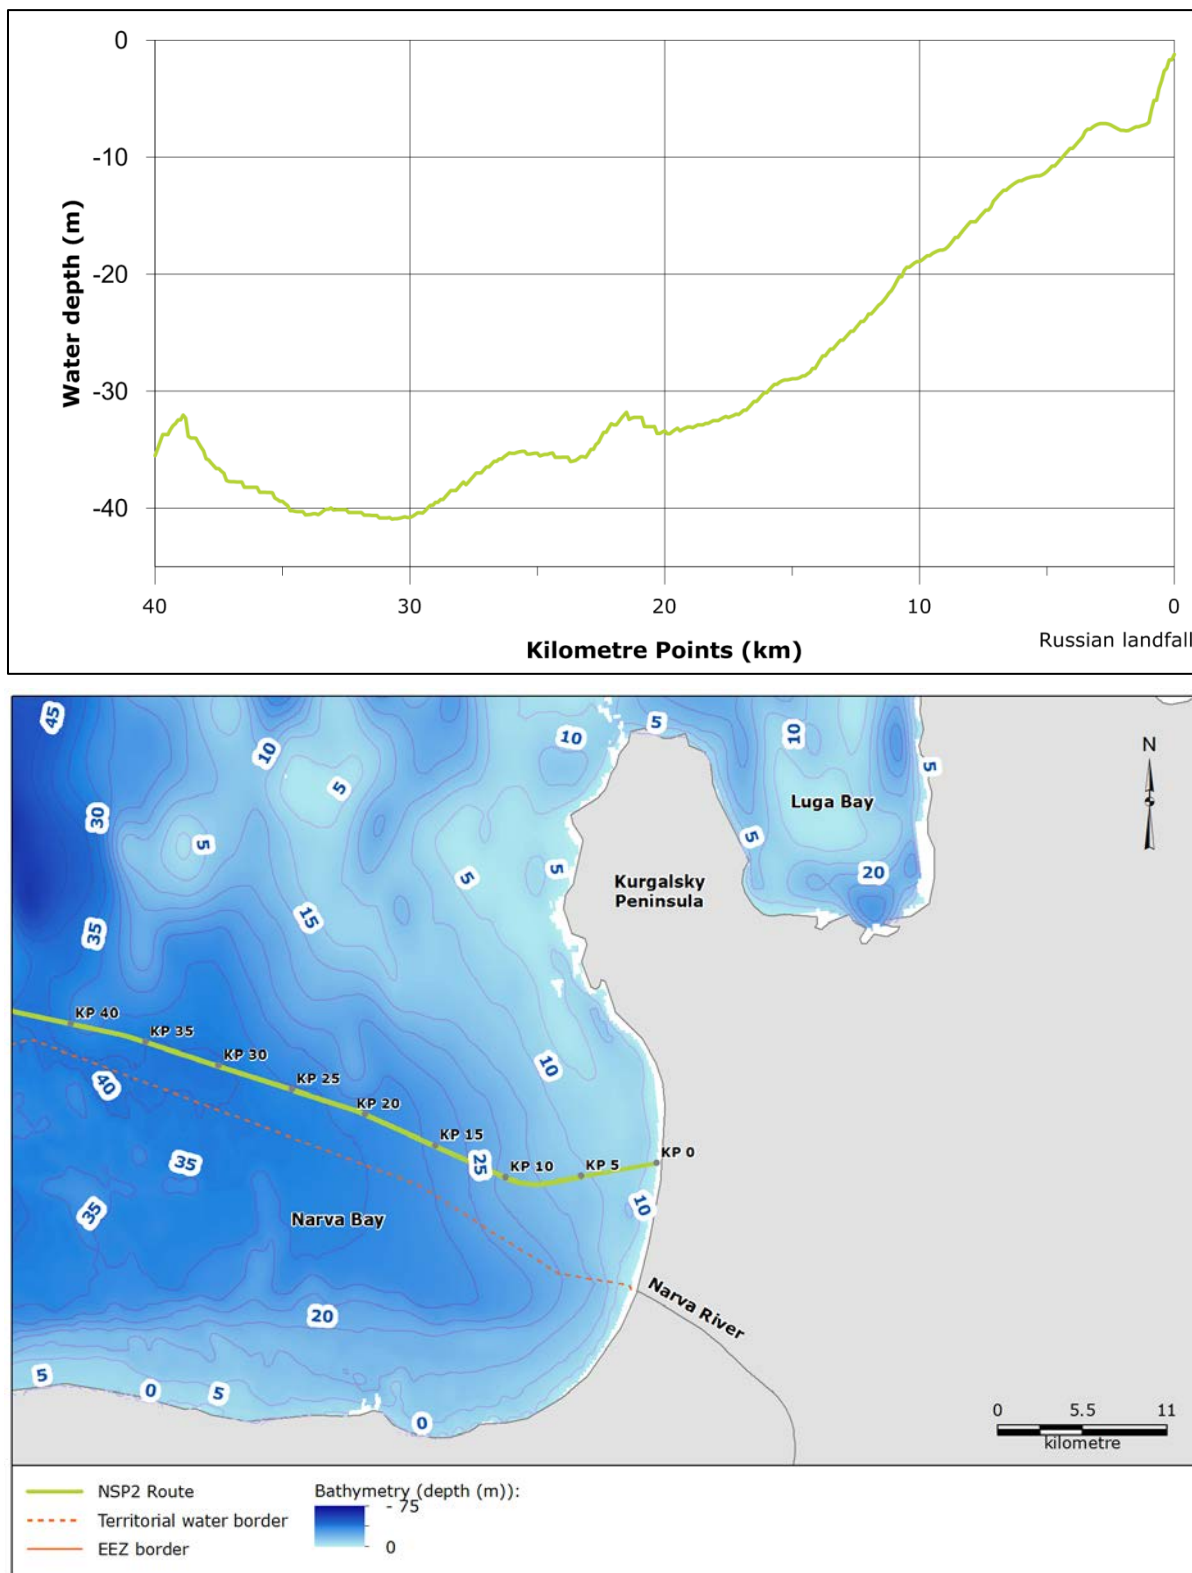 0
-10
-20
-30
-40
Water depth (m)
40
30
20
10
0
Russian landfall
Kilometre Points (km)
45
10
5
10
5
10
5
N
Luga Bay
30
5
5
5
5
20
Kurgalsky
Peninsula
15
35
KP 40
KP 35
KP 30
KP 25
KP 20
KP 15
KP 10
KP 5
KP 0
10
40
35
25
35
Narva Bay
10
20
Narva River
5
0
5
0
0
5.5
11
kilometre
NSP2 Route
Territorial water border
EEZ border
Bathymetry (depth (m)):
- 75
0